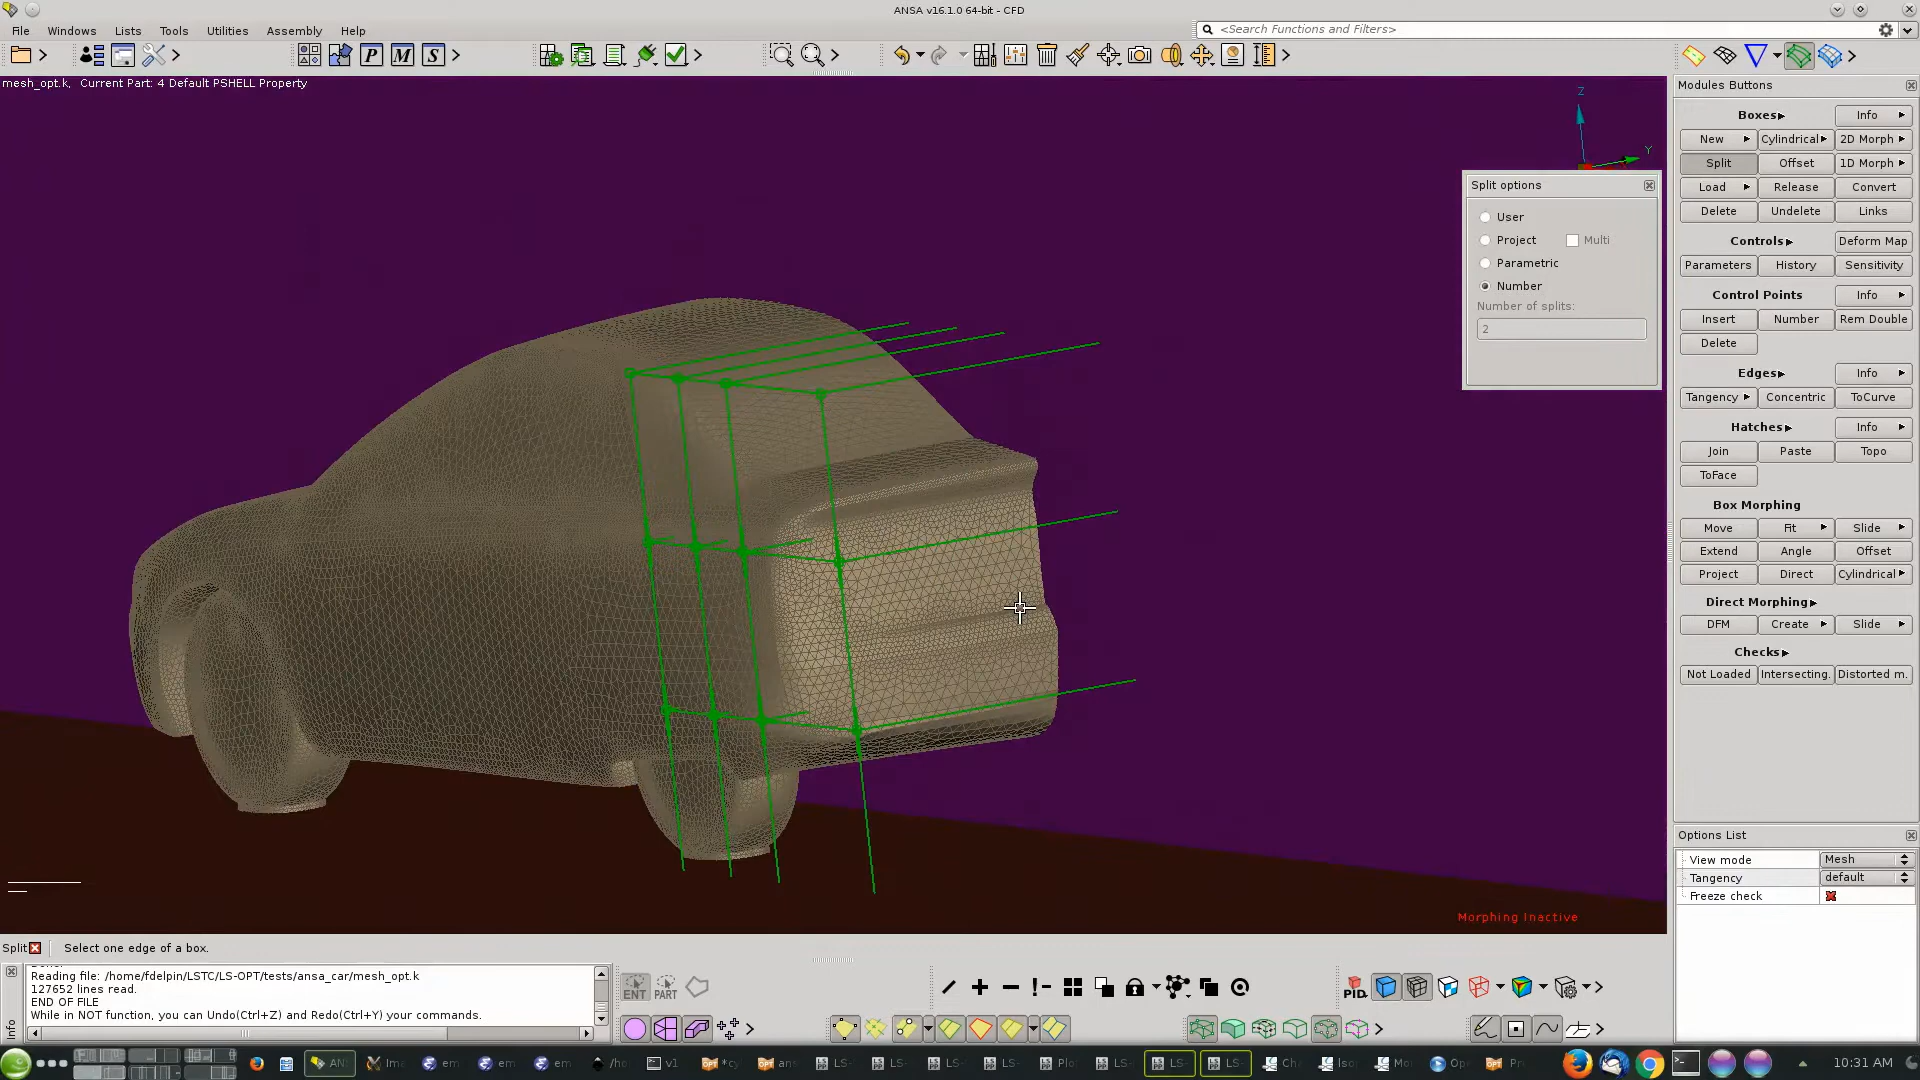 ANSA v16.1.0 64-bit - CFD
File Windows Lists Tools Utilities Assembly Help
<Search Functions and Filters>
P M S
mesh_opt.k, Current Part: 4 Default PSHELL Property
Z
Y
Split options
User
Project Multi
Parametric
Number
Number of splits:
2
Modules Buttons
Boxes Info
New Cylindrical 2D Morph
Split Offset 1D Morph
Load Release Convert
Delete Undelete Links
Controls Deform Map
Parameters History Sensitivity
Control Points Info
Insert Number Rem Double
Delete
Edges Info
Tangency Concentric ToCurve
Hatches Info
Join Paste Topo
ToFace
Box Morphing
Move Fit Slide
Extend Angle Offset
Project Direct Cylindrical
Direct Morphing
DFM Create Slide
Checks
Not Loaded Intersecting. Distorted m.
Options List
View mode Mesh
Tangency default
Freeze check
Morphing Inactive
Split Select one edge of a box.
Reading file: /home/fdelpin/LSTC/LS-OPT/tests/ansa_car/mesh_opt.k
127652 lines read.
END OF FILE
While in NOT function, you can Undo(Ctrl+Z) and Redo(Ctrl+Y) your commands.
Info
ENT PART
PID
10:31 AM